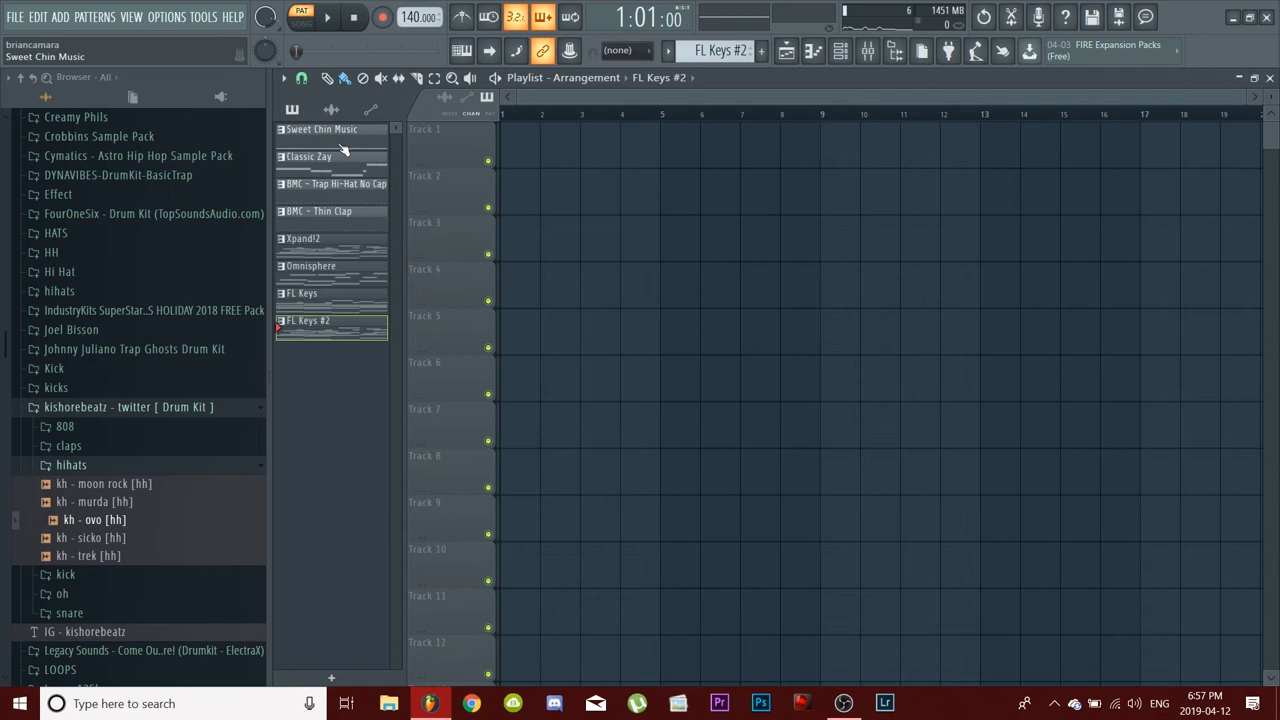 FILE EDIT ADD PATTERNS VIEW OPTIONS TOOLS HELP
PAT
SONG
140.000
3.2
1:01:00
B:S:T
6
1451 MB
0
briancamara
Sweet Chin Music
(none)
FL Keys #2
04-03 FIRE Expansion Packs
(Free)
Browser - All
Playlist - Arrangement › FL Keys #2 ›
NOTE CHAN PAT
1 2 3 4 5 6 7 8 9 10 11 12 13 14 15 16 17 18 19
Creamy Phils
Crobbins Sample Pack
Cymatics - Astro Hip Hop Sample Pack
DYNAVIBES-DrumKit-BasicTrap
Effect
FourOneSix - Drum Kit (TopSoundsAudio.com)
HATS
HH
Hi Hat
hihats
IndustryKits SuperStar..S HOLIDAY 2018 FREE Pack
Joel Bisson
Johnny Juliano Trap Ghosts Drum Kit
Kick
kicks
kishorebeatz - twitter [ Drum Kit ]
808
claps
hihats
kh - moon rock [hh]
kh - murda [hh]
kh - ovo [hh]
kh - sicko [hh]
kh - trek [hh]
kick
oh
snare
IG - kishorebeatz
Legacy Sounds - Come Ou..re! (Drumkit - ElectraX)
LOOPS
Sweet Chin Music
Classic Zay
BMC - Trap Hi-Hat No Cap
BMC - Thin Clap
Xpand!2
Omnisphere
FL Keys
FL Keys #2
Track 1
Track 2
Track 3
Track 4
Track 5
Track 6
Track 7
Track 8
Track 9
Track 10
Track 11
Track 12
Type here to search
Pr
Ps
Lr
ENG
6:57 PM
2019-04-12